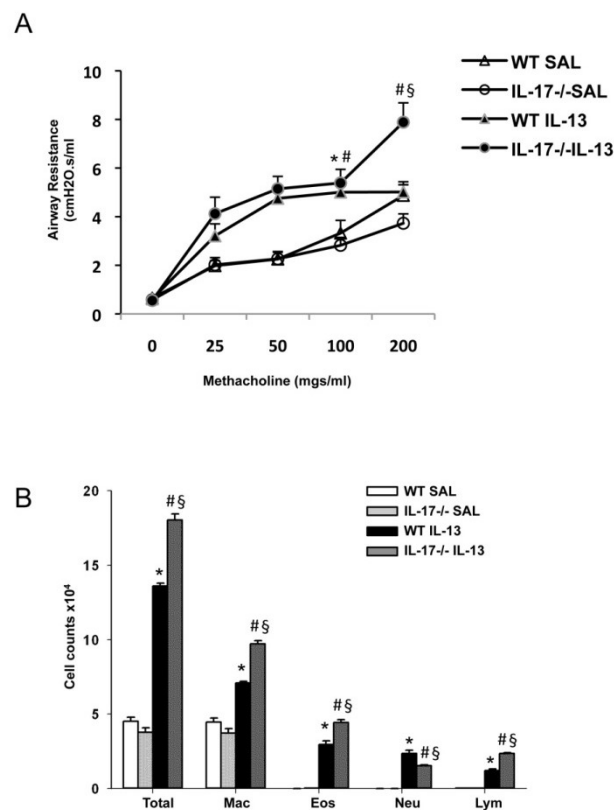 A
WT SAL
IL-17-/-SAL
WT IL-13
IL-17-/-IL-13
10
8
6
4
2
0
Airway Resistance
(cmH2O.s/ml
* #
# §
0 25 50 100 200
Methacholine (mgs/ml)
B
WT SAL
IL-17-/- SAL
WT IL-13
IL-17-/- IL-13
20
15
10
5
0
Cell counts x10⁴
* # §
* # §
* # §
* # §
* # §
Total Mac Eos Neu Lym